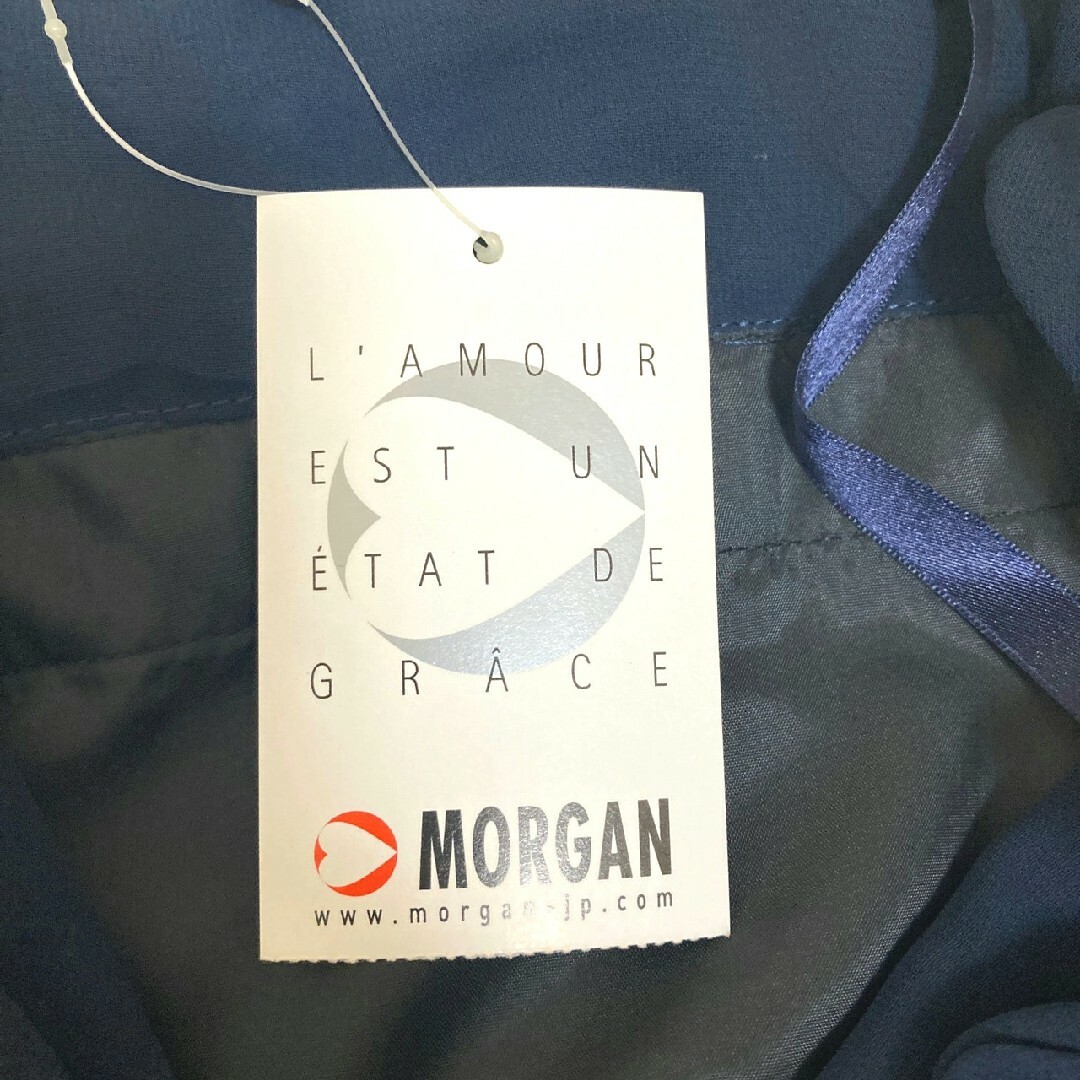 L'AMOUR
EST UN
ÉTAT DE
GRÂCE
MORGAN
www.morgan-jp.com